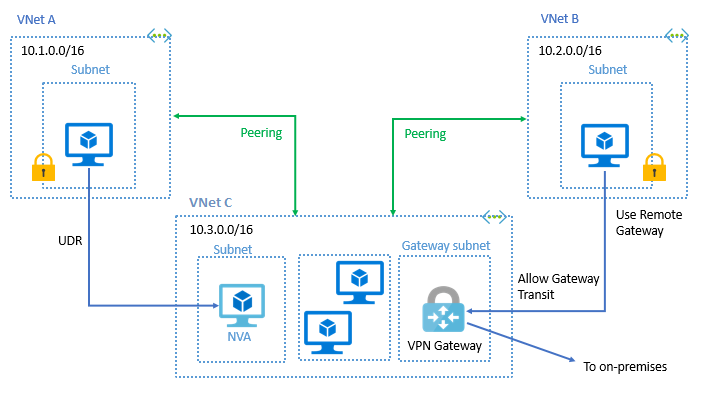 VNet A
VNet B
10.1.0.0/16
10.2.0.0/16
Subnet
Subnet
Peering
Peering
VNet C
10.3.0.0/16
Use Remote
Gateway
UDR
Subnet
Gateway subnet
Allow Gateway
Transit
NVA
VPN Gateway
To on-premises